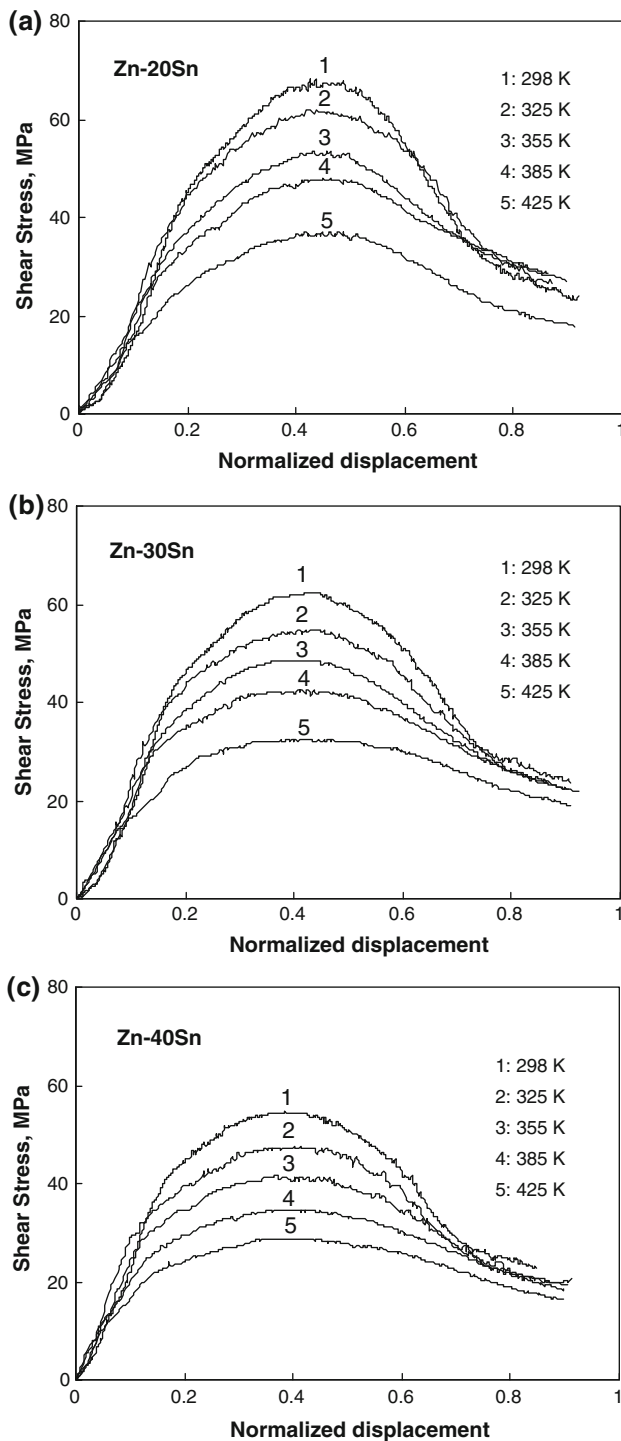 (a)
80
Zn-20Sn
1
1: 298 K
2
2: 325 K
60
3
3: 355 K
4
4: 385 K
5
5: 425 K
40
20
0
Shear Stress, MPa
0 0.2 0.4 0.6 0.8 1
Normalized displacement
(b)
80
Zn-30Sn
1
1: 298 K
2
2: 325 K
60
3
3: 355 K
4
4: 385 K
5
5: 425 K
40
20
0
Shear Stress, MPa
0 0.2 0.4 0.6 0.8 1
Normalized displacement
(c)
80
Zn-40Sn
1
1: 298 K
2
2: 325 K
60
3
3: 355 K
4
4: 385 K
5
5: 425 K
40
20
0
Shear Stress, MPa
0 0.2 0.4 0.6 0.8 1
Normalized displacement